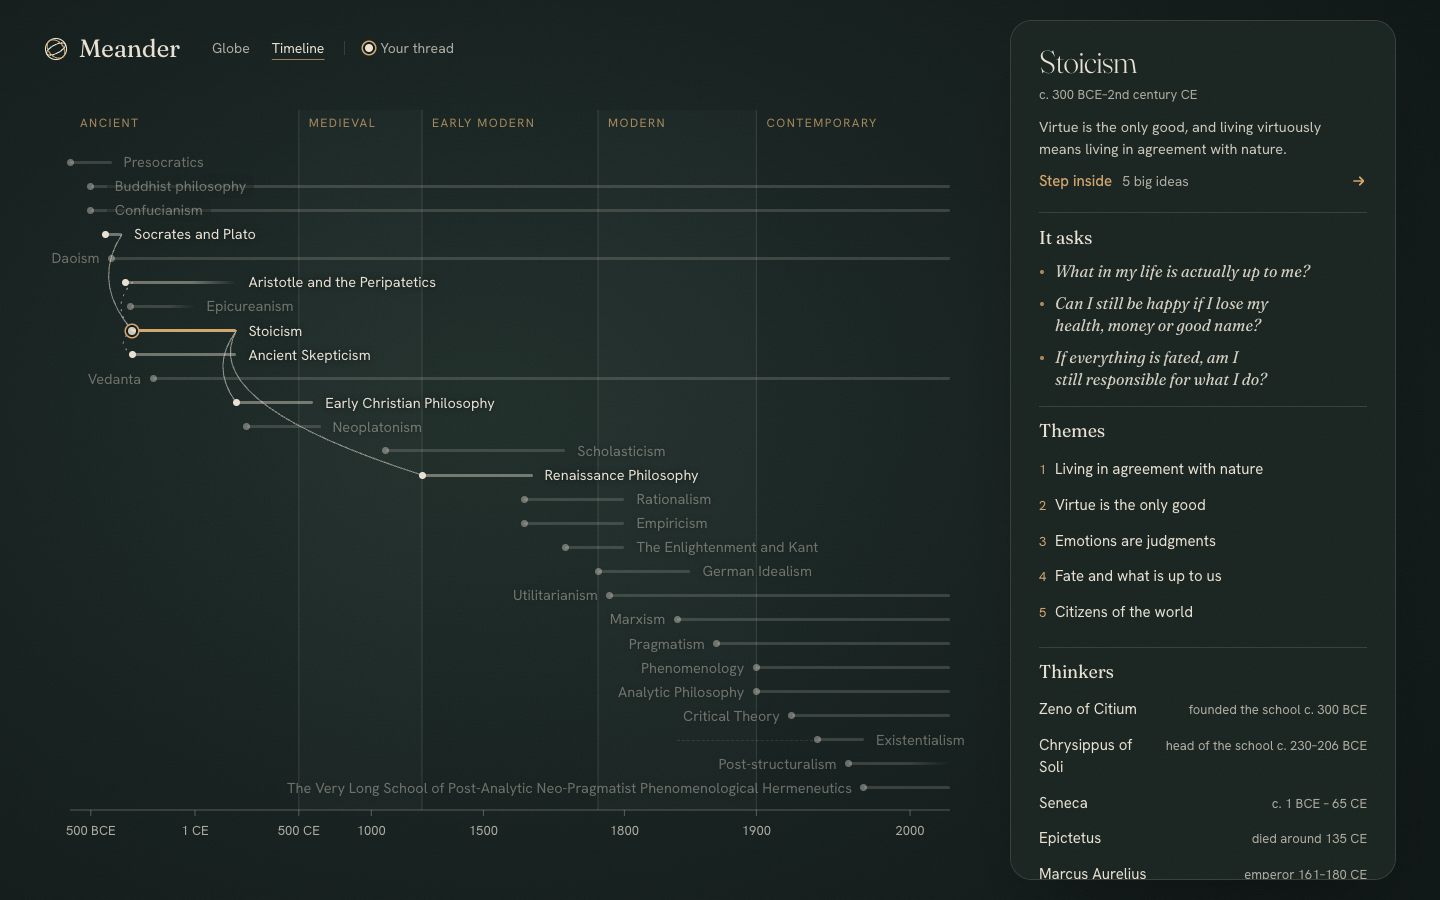 Meander
Globe
Timeline
Your thread
ANCIENT
MEDIEVAL
EARLY MODERN
MODERN
CONTEMPORARY
Presocratics
Buddhist philosophy
Confucianism
Socrates and Plato
Daoism
Aristotle and the Peripatetics
Epicureanism
Stoicism
Ancient Skepticism
Vedanta
Early Christian Philosophy
Neoplatonism
Scholasticism
Renaissance Philosophy
Rationalism
Empiricism
The Enlightenment and Kant
German Idealism
Utilitarianism
Marxism
Pragmatism
Phenomenology
Analytic Philosophy
Critical Theory
Existentialism
Post-structuralism
The Very Long School of Post-Analytic Neo-Pragmatist Phenomenological Hermeneutics
500 BCE
1 CE
500 CE
1000
1500
1800
1900
2000
Stoicism
c. 300 BCE–2nd century CE
Virtue is the only good, and living virtuously
means living in agreement with nature.
Step inside 5 big ideas →
It asks
• What in my life is actually up to me?
• Can I still be happy if I lose my
health, money or good name?
• If everything is fated, am I
still responsible for what I do?
Themes
1 Living in agreement with nature
2 Virtue is the only good
3 Emotions are judgments
4 Fate and what is up to us
5 Citizens of the world
Thinkers
Zeno of Citium founded the school c. 300 BCE
Chrysippus of head of the school c. 230–206 BCE
Soli
Seneca c. 1 BCE – 65 CE
Epictetus died around 135 CE
Marcus Aurelius emperor 161–180 CE